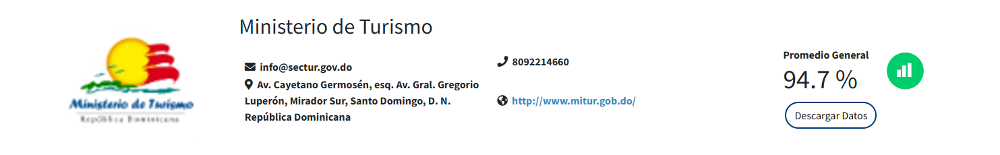 Ministerio de Turismo
República Dominicana
Ministerio de Turismo
info@sectur.gov.do
Av. Cayetano Germosén, esq. Av. Gral. Gregorio
Luperón, Mirador Sur, Santo Domingo, D. N.
República Dominicana
8092214660
http://www.mitur.gob.do/
Promedio General
94.7 %
Descargar Datos